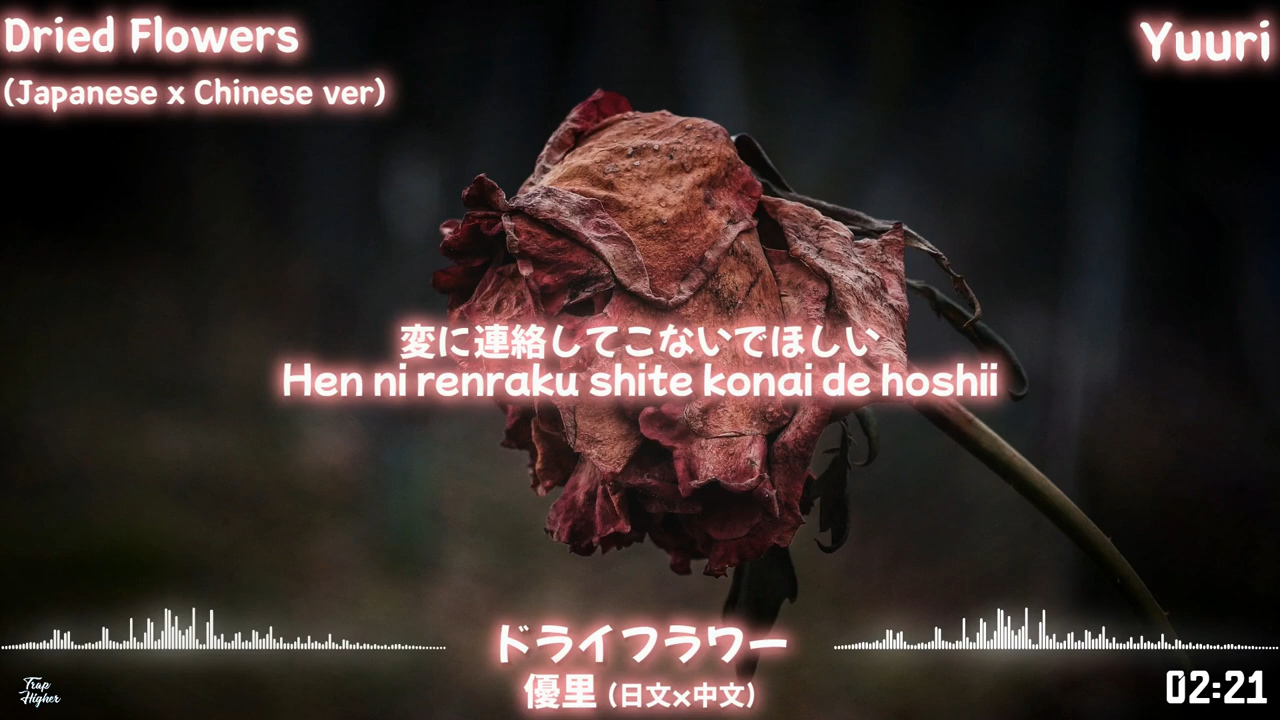 Dried Flowers
(Japanese x Chinese ver)
Yuuri
変に連絡してこないでほしい
Hen ni renraku shite konai de hoshii
ドライフラワー
優里 (日文×中文)
Trap
Higher
02:21